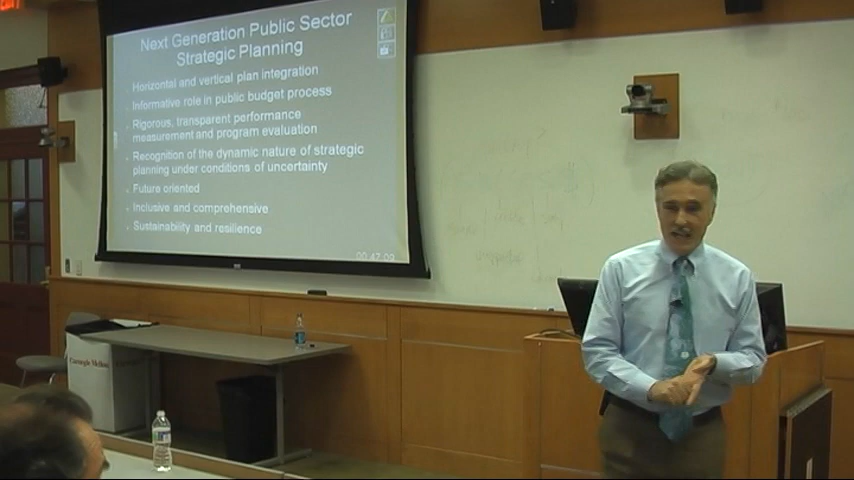 Next Generation Public Sector
Strategic Planning
Horizontal and vertical plan integration
Informative role in public budget process
Rigorous, transparent performance
measurement and program evaluation
Recognition of the dynamic nature of strategic
planning under conditions of uncertainty
Future oriented
Inclusive and comprehensive
Sustainability and resilience
00:47:09
Carnegie Mellon